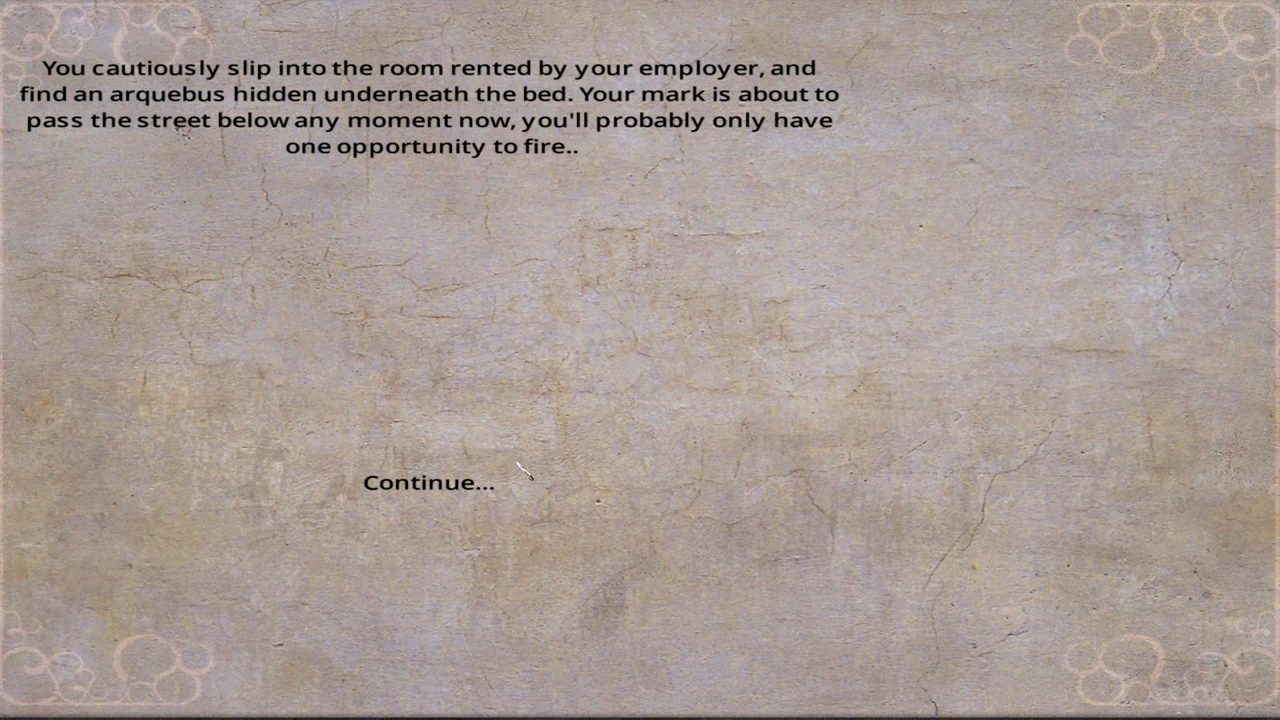 You cautiously slip into the room rented by your employer, and
find an arquebus hidden underneath the bed. Your mark is about to
pass the street below any moment now, you'll probably only have
one opportunity to fire..
Continue...